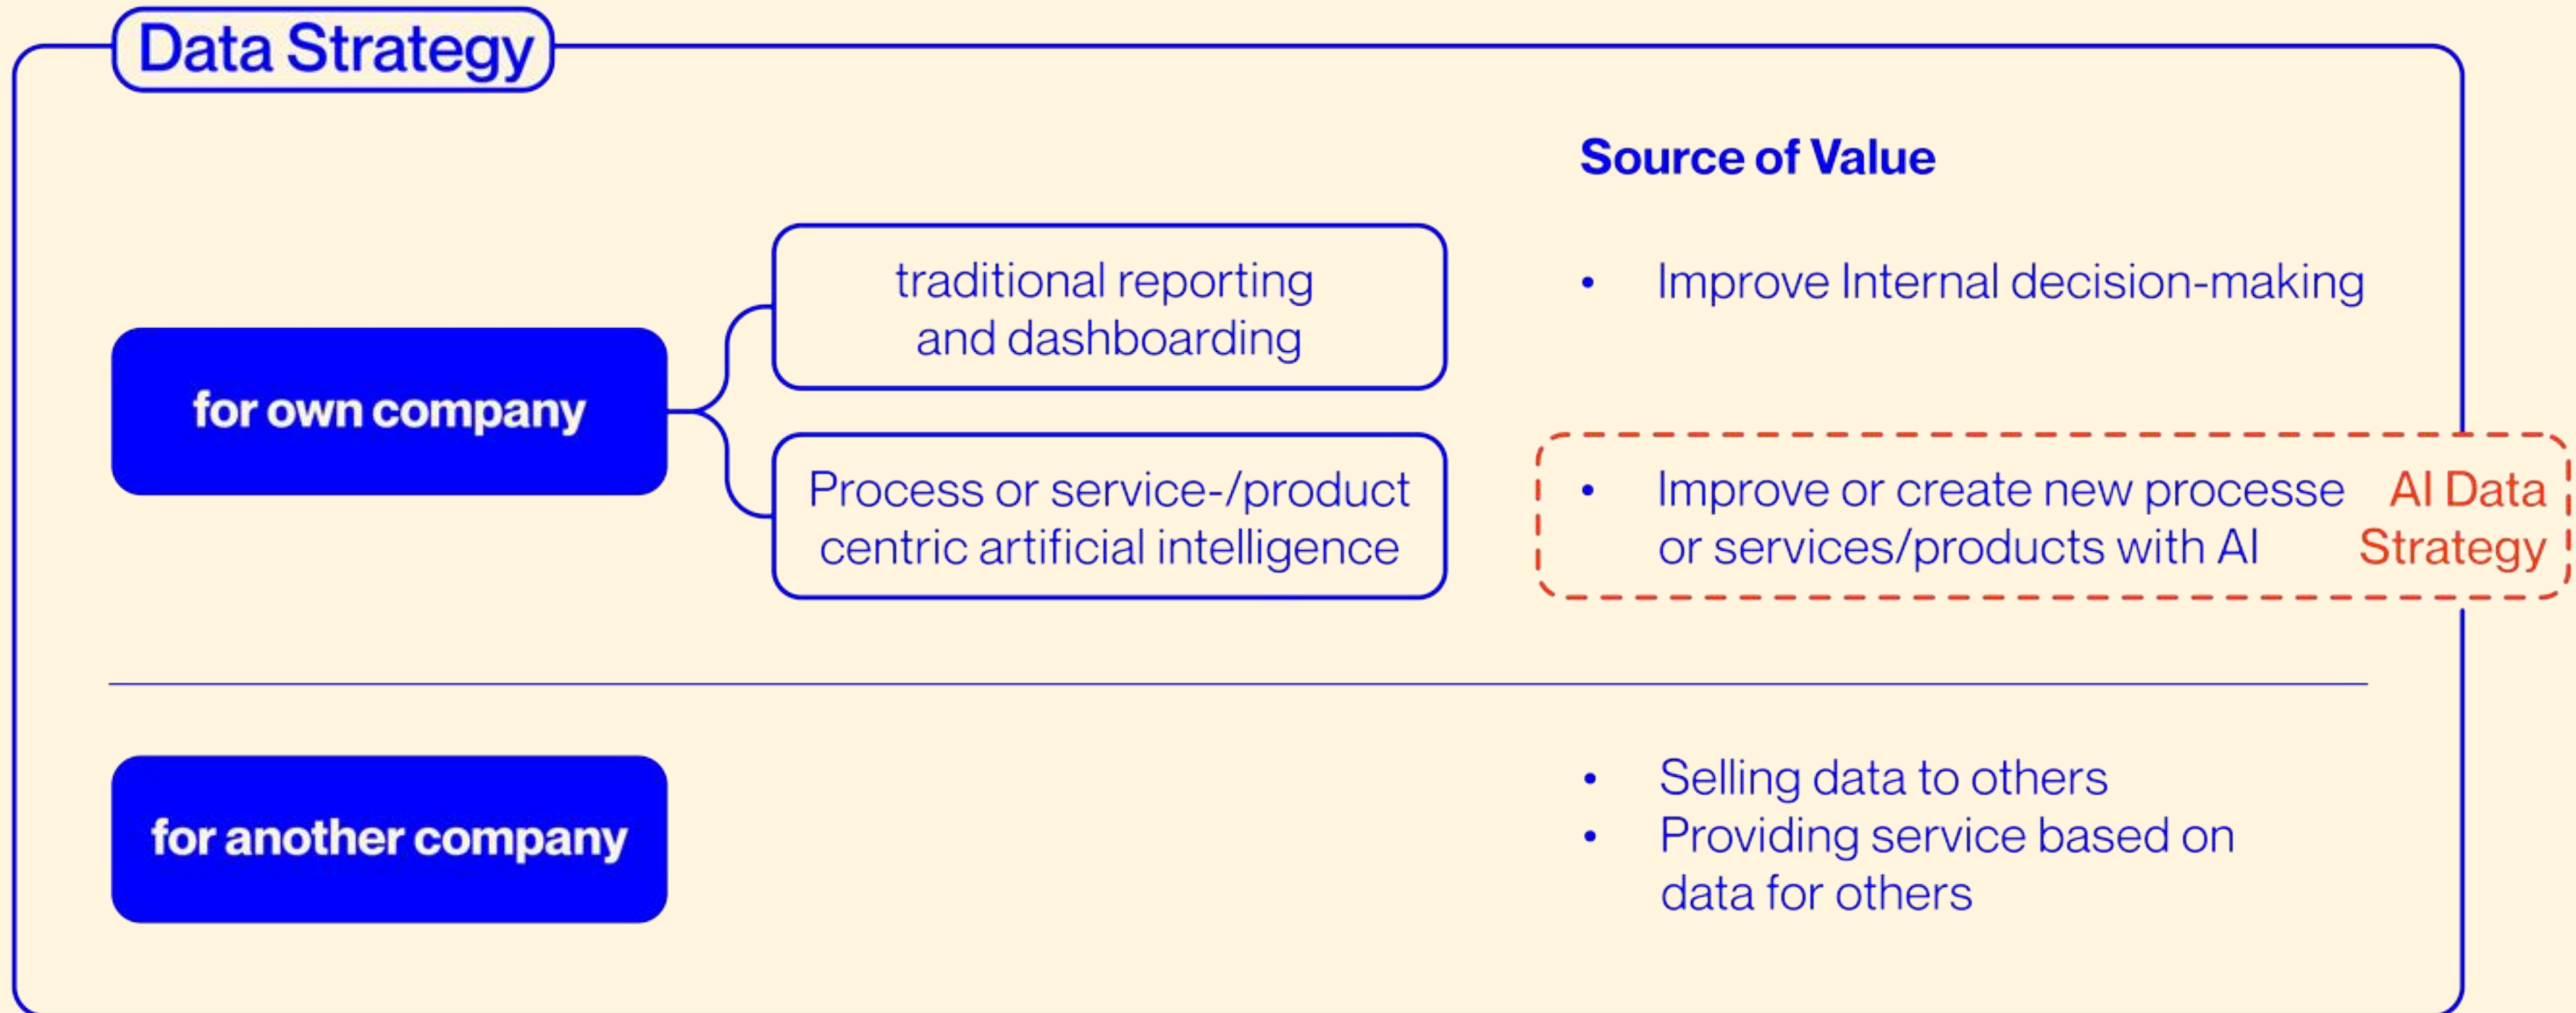 Data Strategy
Source of Value
for own company
traditional reporting
and dashboarding
• Improve Internal decision-making
Process or service-/product
centric artificial intelligence
• Improve or create new processe
or services/products with AI
AI Data
Strategy
for another company
• Selling data to others
• Providing service based on
data for others